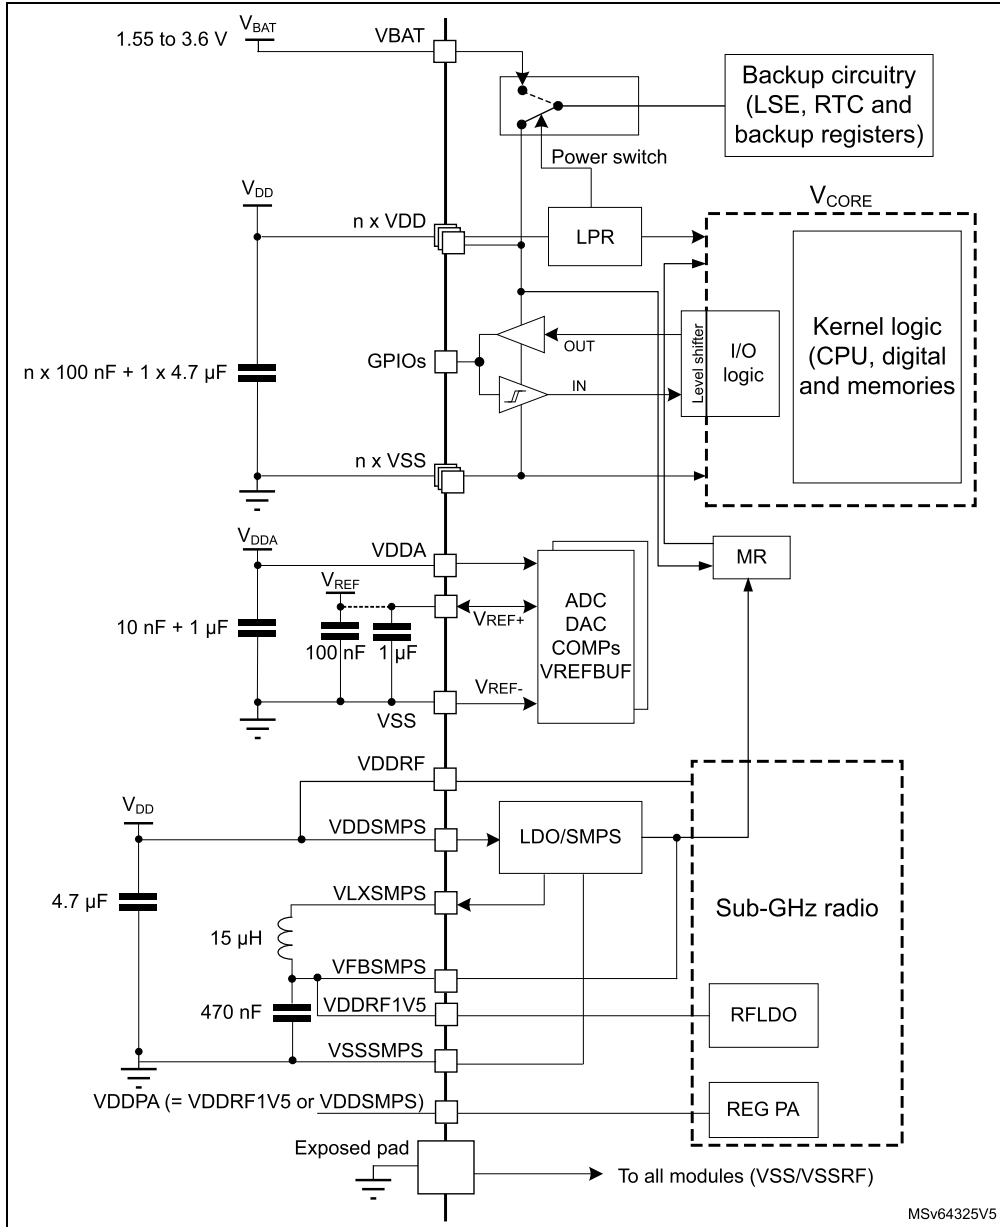 VBAT
1.55 to 3.6 V
VBAT
Backup circuitry
(LSE, RTC and
backup registers)
Power switch
VDD
n x VDD
LPR
VCORE
GPIOs
OUT
IN
Level shifter
I/O
logic
Kernel logic
(CPU, digital
and memories
n x 100 nF + 1 x 4.7 µF
n x VSS
VDDA
VDDA
MR
VREF
VREF+
ADC
DAC
COMPs
VREFBUF
10 nF + 1 µF
100 nF
1 µF
VREF-
VSS
VDDRF
VDD
VDDSMPS
LDO/SMPS
4.7 µF
VLXSMPS
Sub-GHz radio
15 µH
VFBSMPS
470 nF
VDDRF1V5
RFLDO
VSSSMPS
VDDPA (= VDDRF1V5 or VDDSMPS)
REG PA
Exposed pad
To all modules (VSS/VSSRF)
MSv64325V5